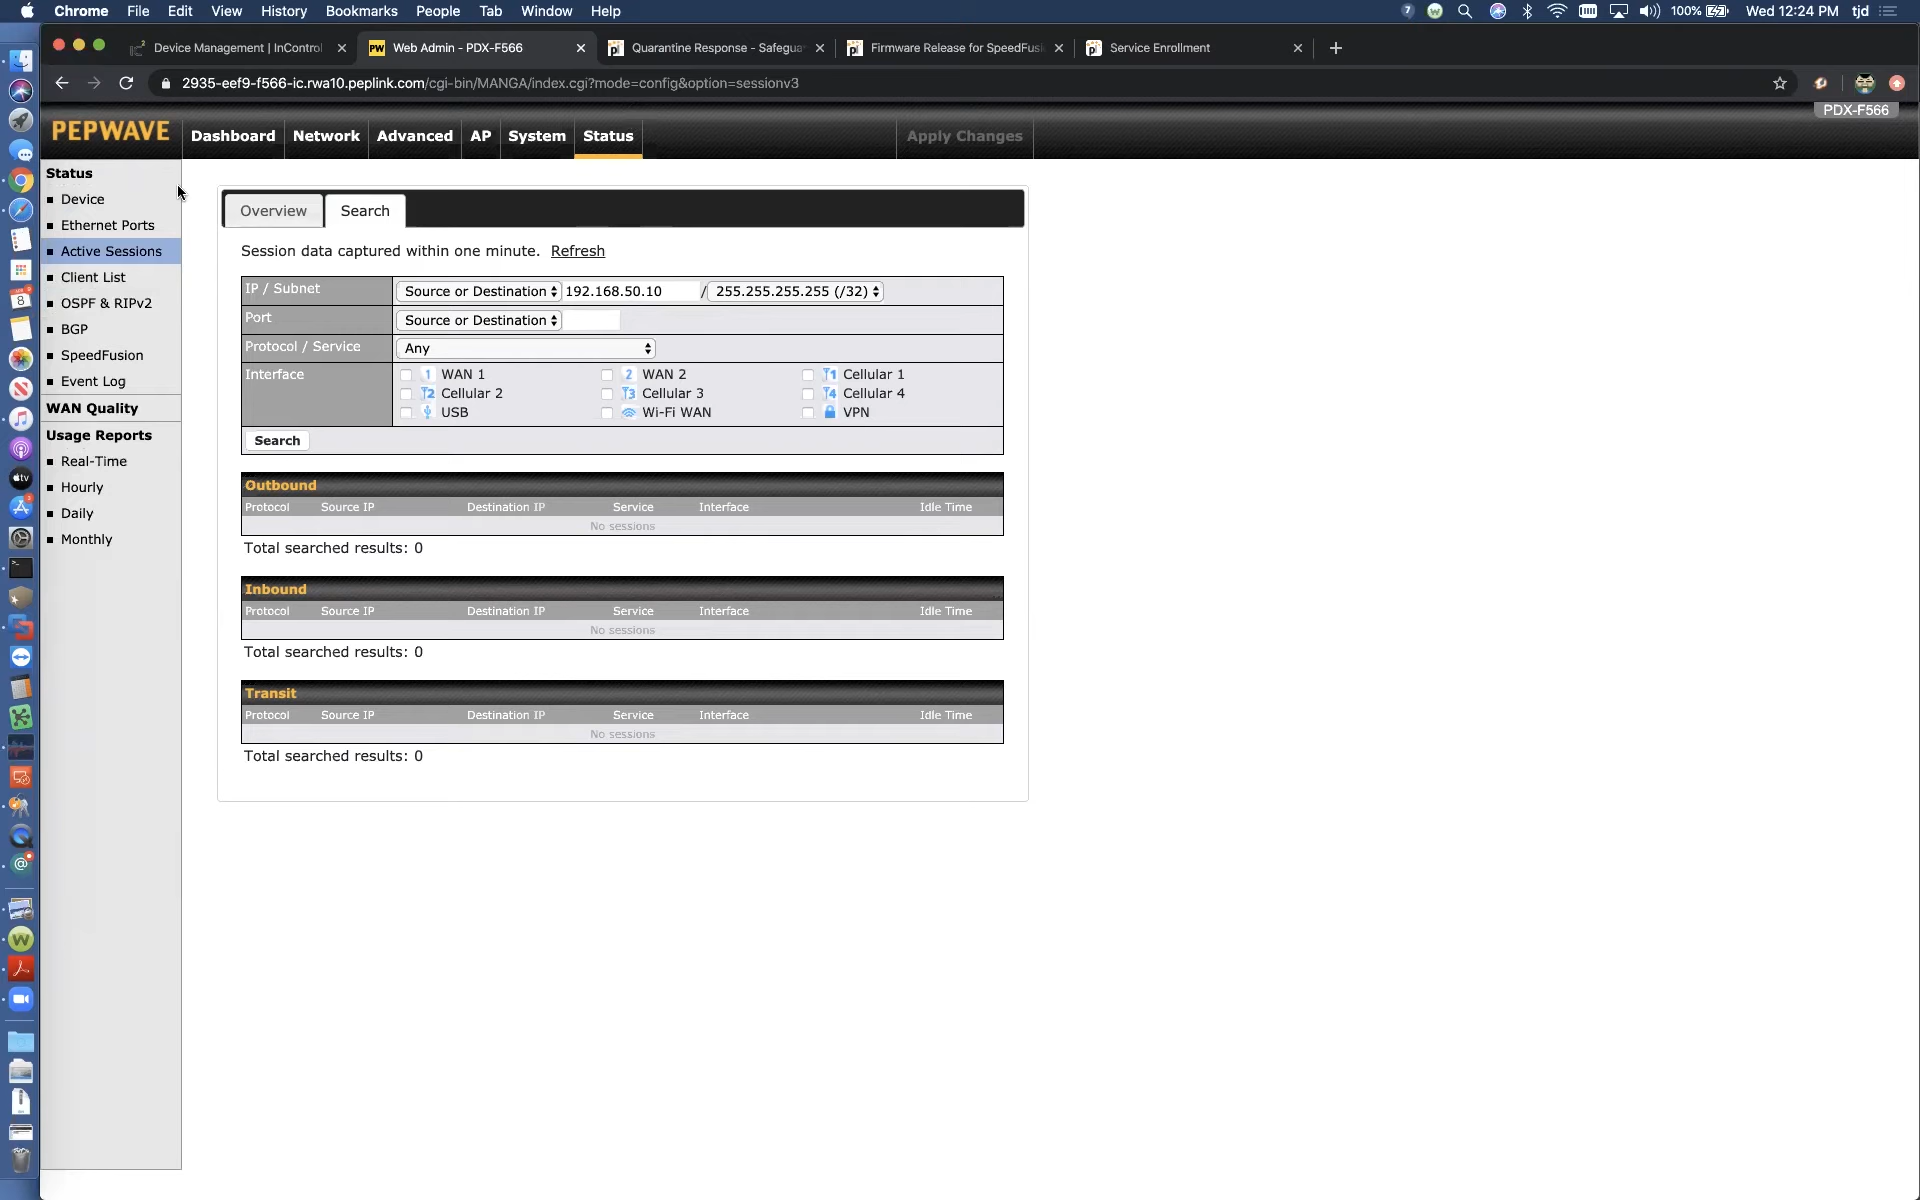 Chrome File Edit View History Bookmarks People Tab Window Help
7 100% Wed 12:24 PM tjd
Device Management | InControl
Web Admin - PDX-F566
Quarantine Response - Safegua
Firmware Release for SpeedFusi
Service Enrollment
2935-eef9-f566-ic.rwa10.peplink.com/cgi-bin/MANGA/index.cgi?mode=config&option=sessionv3
PDX-F566
PEPWAVE Dashboard Network Advanced AP System Status Apply Changes
Status
Device
Ethernet Ports
Active Sessions
Client List
OSPF & RIPv2
BGP
SpeedFusion
Event Log
WAN Quality
Usage Reports
Real-Time
Hourly
Daily
Monthly
Overview Search
Session data captured within one minute. Refresh
IP / Subnet Source or Destination 192.168.50.10 / 255.255.255.255 (/32)
Port Source or Destination
Protocol / Service Any
Interface 1 WAN 1 2 WAN 2 1 Cellular 1
2 Cellular 2 3 Cellular 3 4 Cellular 4
USB Wi-Fi WAN VPN
Search
Outbound
Protocol Source IP Destination IP Service Interface Idle Time
No sessions
Total searched results: 0
Inbound
Protocol Source IP Destination IP Service Interface Idle Time
No sessions
Total searched results: 0
Transit
Protocol Source IP Destination IP Service Interface Idle Time
No sessions
Total searched results: 0